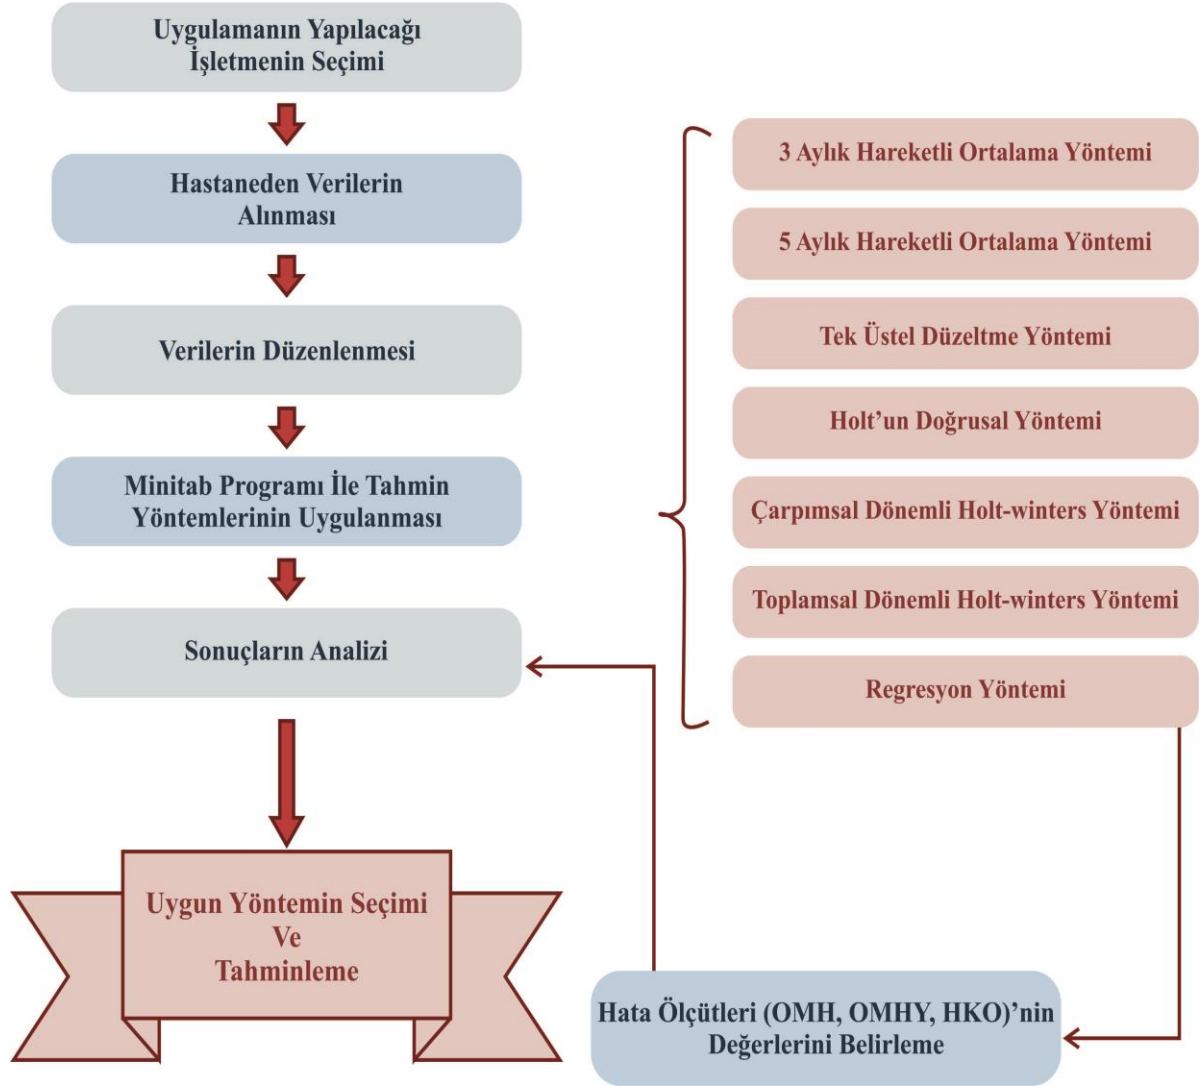 Uygulamanın Yapılacağı
İşletmenin Seçimi
Hastaneden Verilerin
Alınması
Verilerin Düzenlenmesi
Minitab Programı İle Tahmin
Yöntemlerinin Uygulanması
Sonuçların Analizi
Uygun Yöntemin Seçimi
Ve
Tahminleme
3 Aylık Hareketli Ortalama Yöntemi
5 Aylık Hareketli Ortalama Yöntemi
Tek Üstel Düzeltme Yöntemi
Holt’un Doğrusal Yöntemi
Çarpımsal Dönemli Holt-winters Yöntemi
Toplamsal Dönemli Holt-winters Yöntemi
Regresyon Yöntemi
Hata Ölçütleri (OMH, OMHY, HKO)’nin
Değerlerini Belirleme